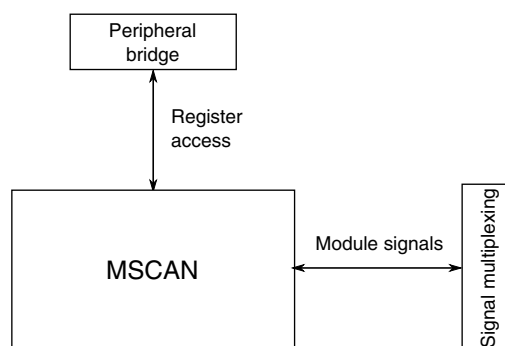 Peripheral
bridge
Register
access
MSCAN
Module signals
Signal multiplexing